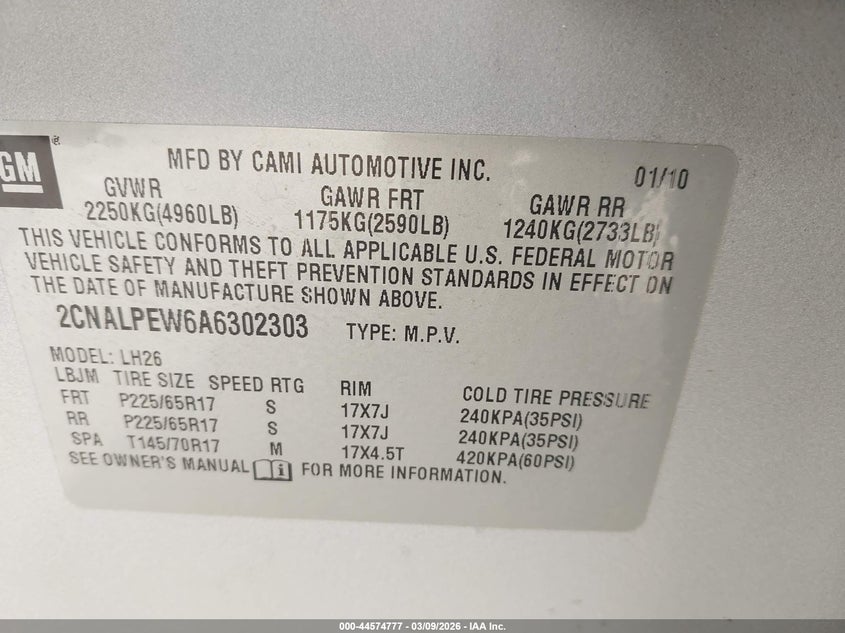 GM®
MFD BY CAMI AUTOMOTIVE INC. 01/10
GVWR GAWR FRT GAWR RR
2250KG(4960LB) 1175KG(2590LB) 1240KG(2733LB)
THIS VEHICLE CONFORMS TO ALL APPLICABLE U.S. FEDERAL MOTOR
VEHICLE SAFETY AND THEFT PREVENTION STANDARDS IN EFFECT ON
THE DATE OF MANUFACTURE SHOWN ABOVE.
2CNALPEW6A6302303 TYPE: M.P.V.
MODEL: LH26
LBJM TIRE SIZE SPEED RTG RIM COLD TIRE PRESSURE
FRT P225/65R17 S 17X7J 240KPA(35PSI)
RR P225/65R17 S 17X7J 240KPA(35PSI)
SPA T145/70R17 M 17X4.5T 420KPA(60PSI)
SEE OWNER'S MANUAL i FOR MORE INFORMATION.
000-44574777 - 03/09/2026 - IAA Inc.